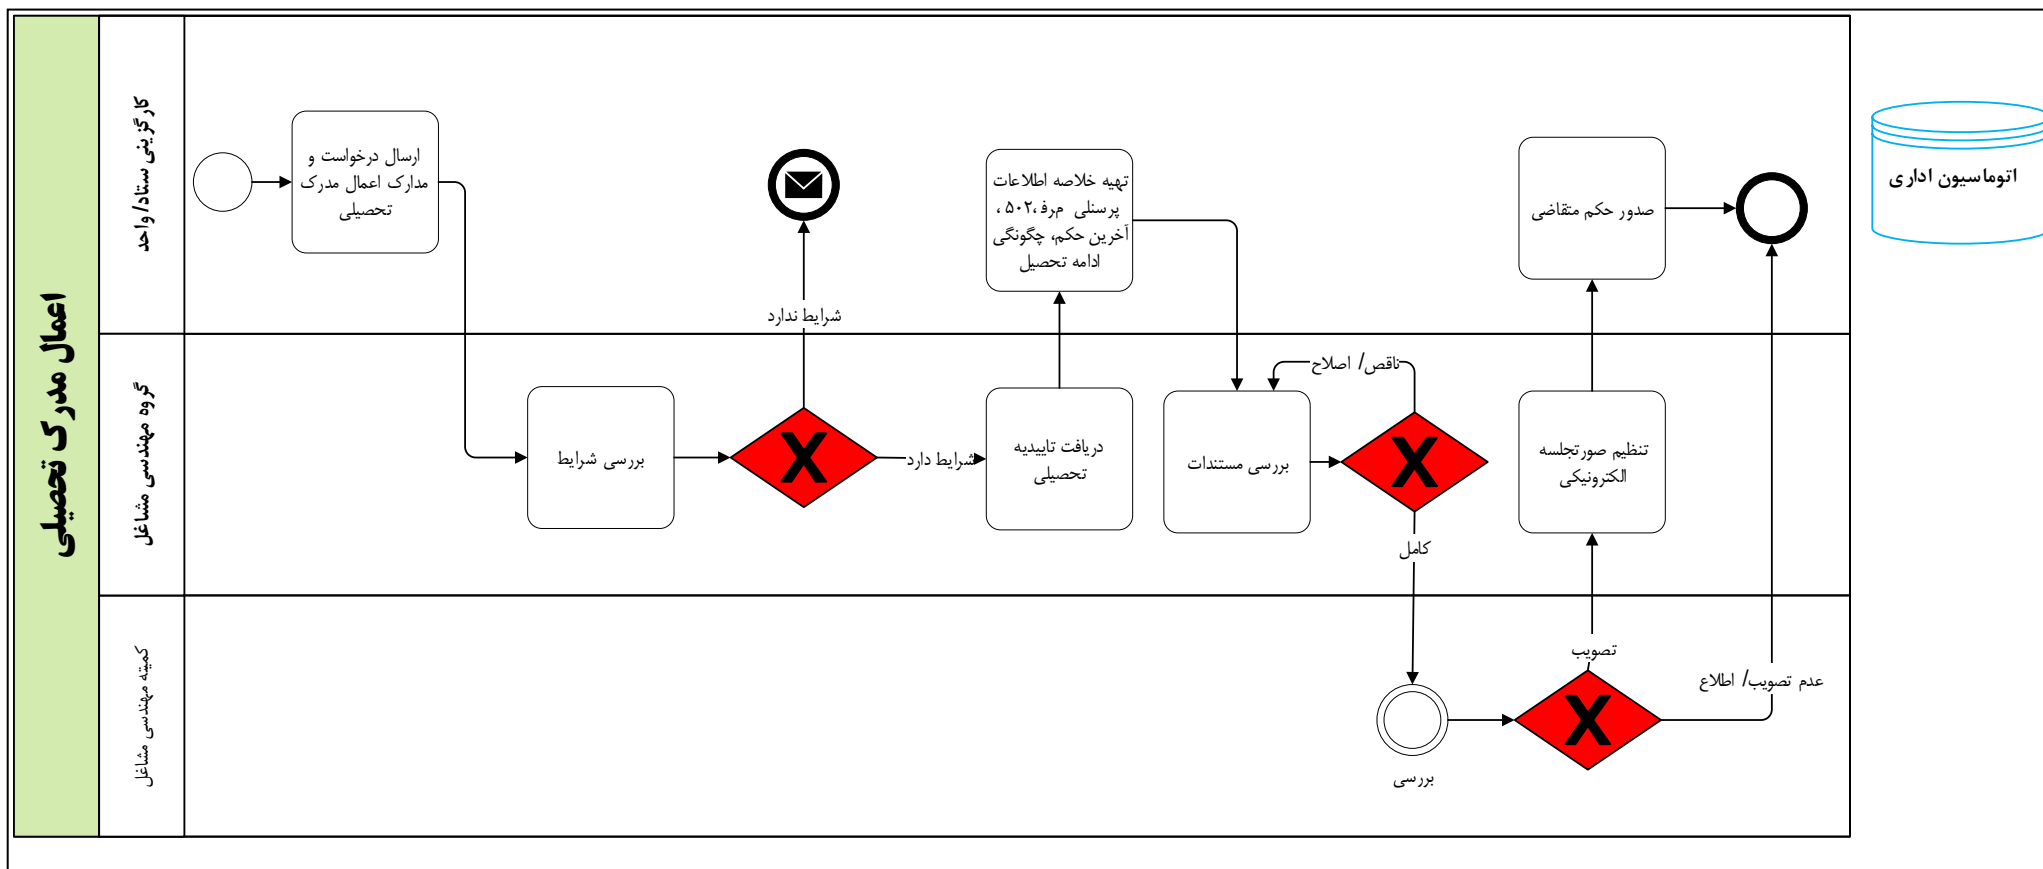 اعمال مدرک تحصیلی
کارگزینی ستاد/ واحد
ارسال درخواست و
مدارک اعمال مدرک
تحصیلی
تهیه خلاصه اطلاعات
پرسنلی مرف۵۰۲، ،
آخرین حکم، چگونگی
ادامه تحصیل
صدور حکم متقاضی
اتوماسیون اداری
شرایط ندارد
گروه مهندسی مشاغل
بررسی شرایط
شرایط دارد
دریافت تاییدیه
تحصیلی
ناقص/ اصلاح
بررسی مستندات
X
X
کامل
تنظیم صورتجلسه
الکترونیکی
کمیته مهندسی مشاغل
بررسی
تصویب
X
عدم تصویب/ اطلاع